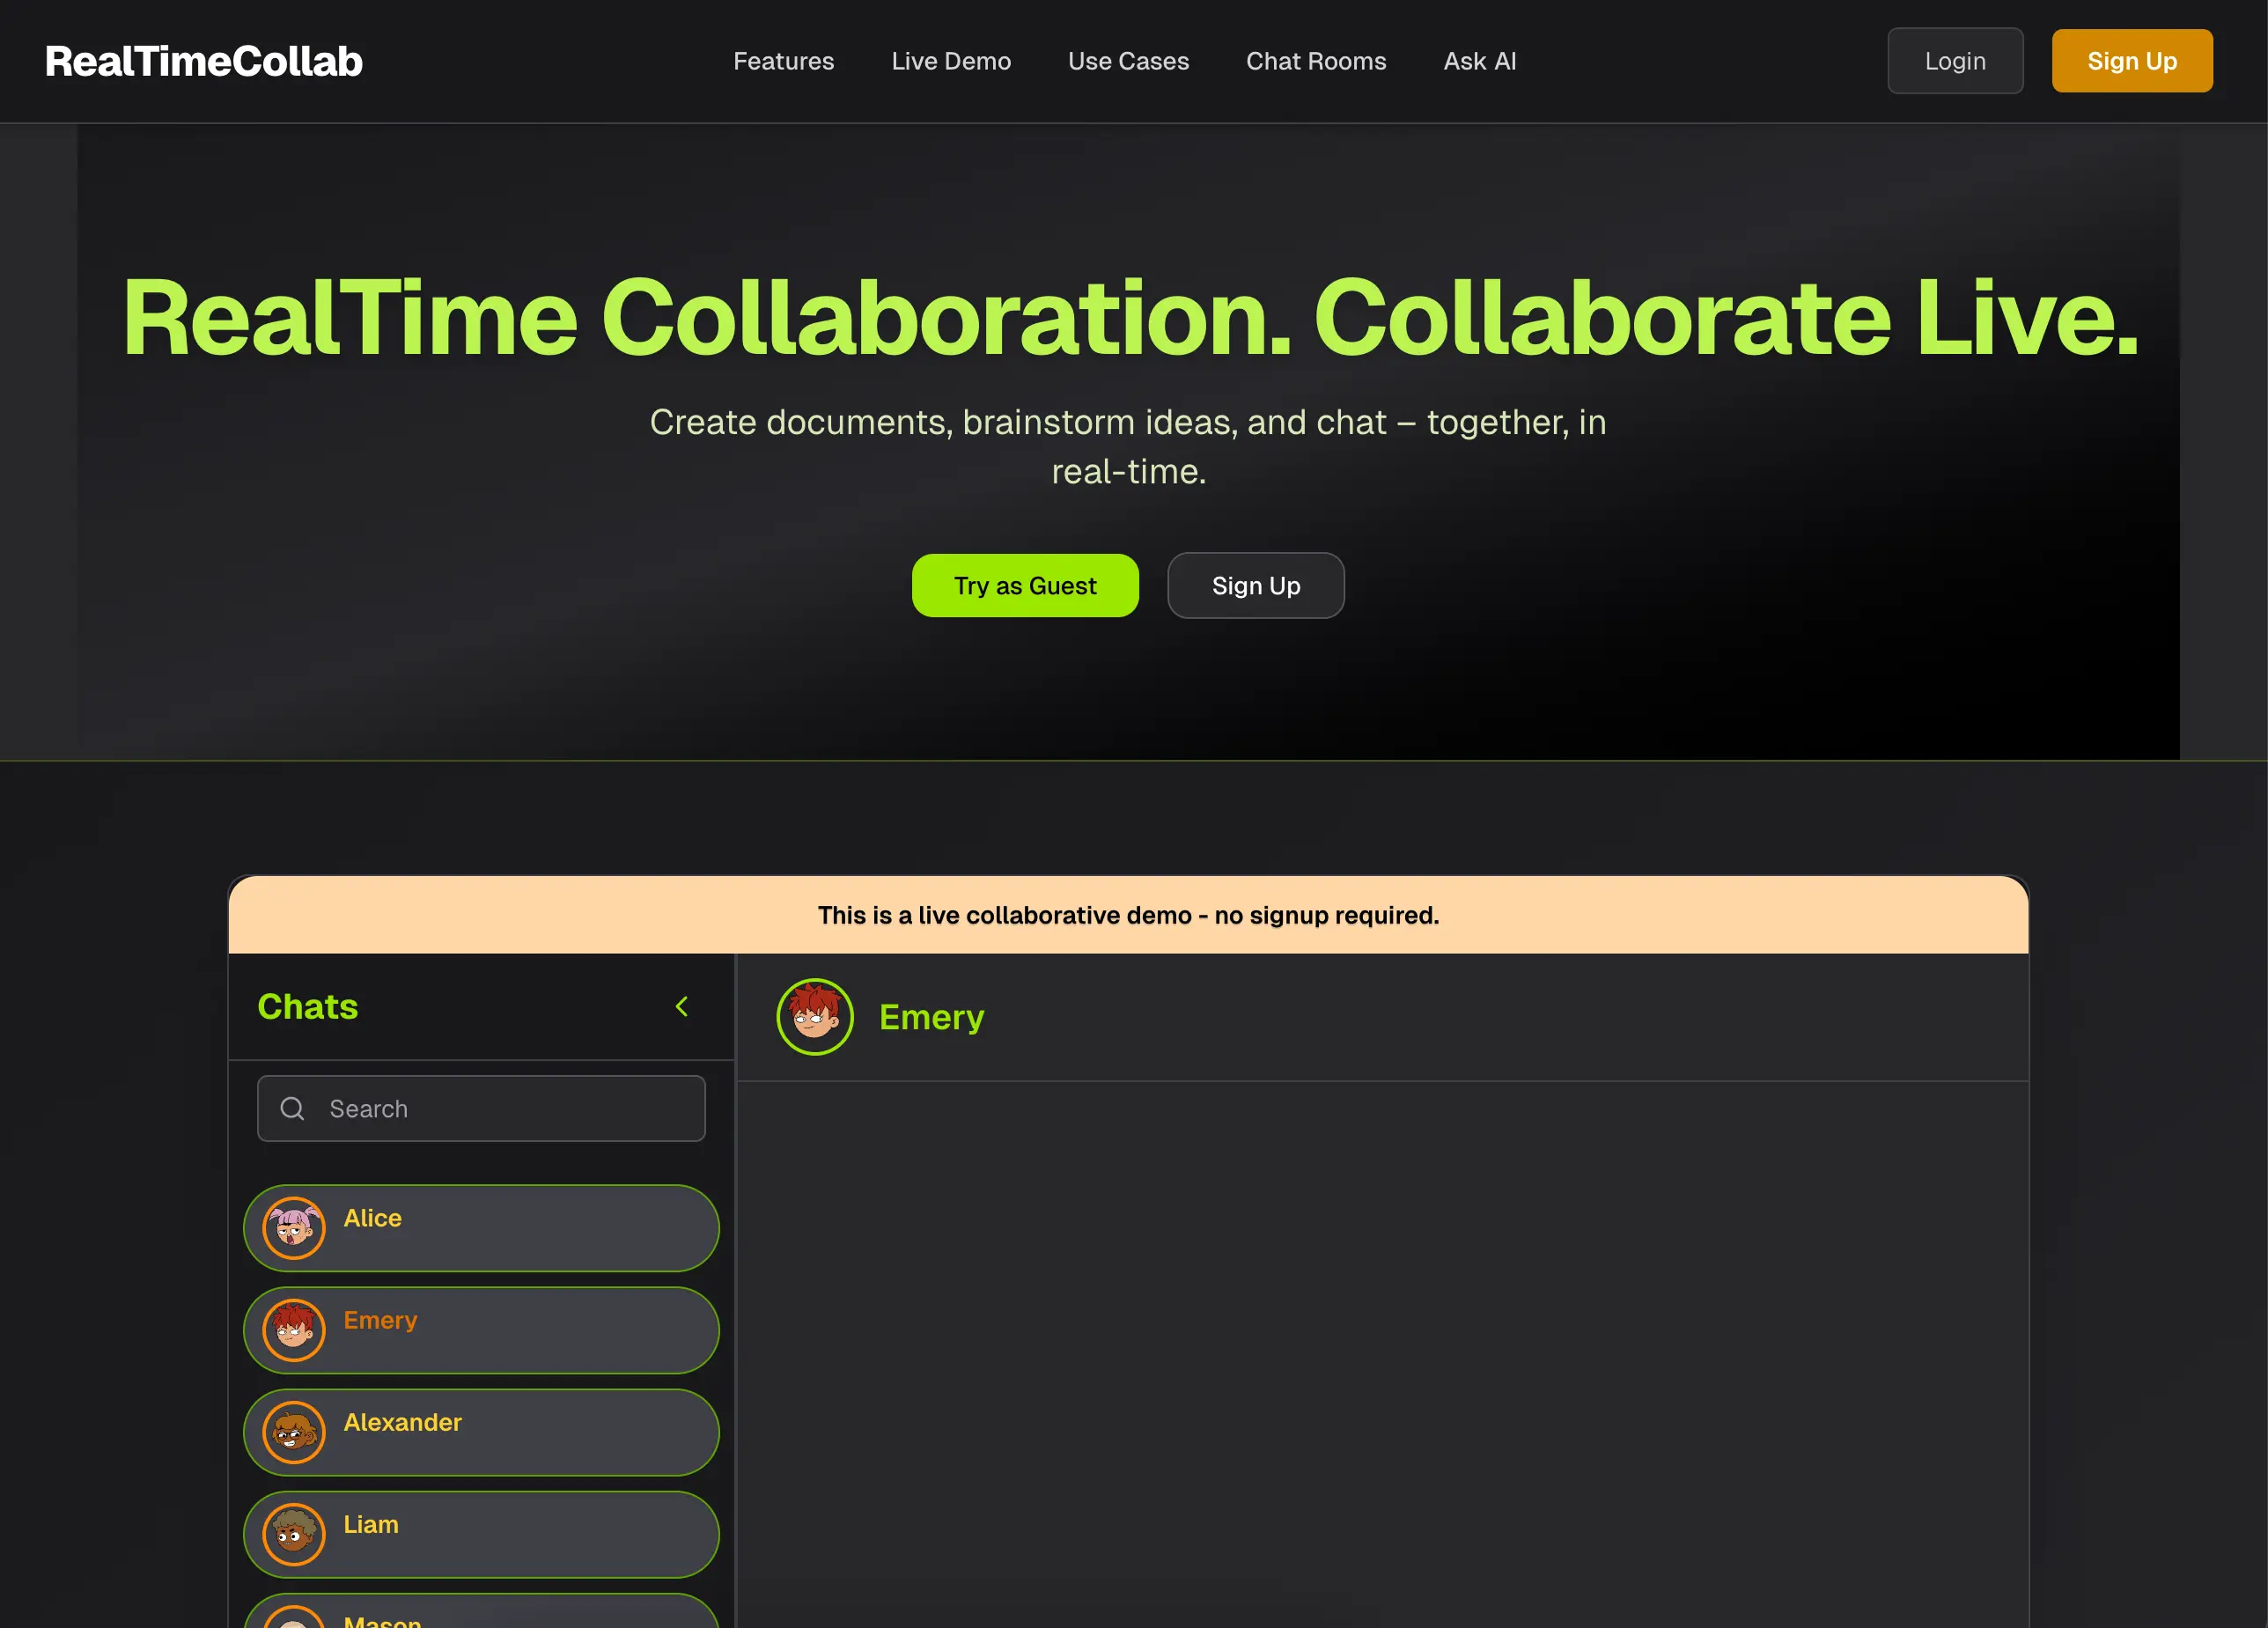 RealTimeCollab
Features
Live Demo
Use Cases
Chat Rooms
Ask AI
Login
Sign Up
RealTime Collaboration. Collaborate Live.
Create documents, brainstorm ideas, and chat – together, in
real-time.
Try as Guest
Sign Up
This is a live collaborative demo - no signup required.
Chats
Search
Alice
Emery
Alexander
Liam
Mason
Emery